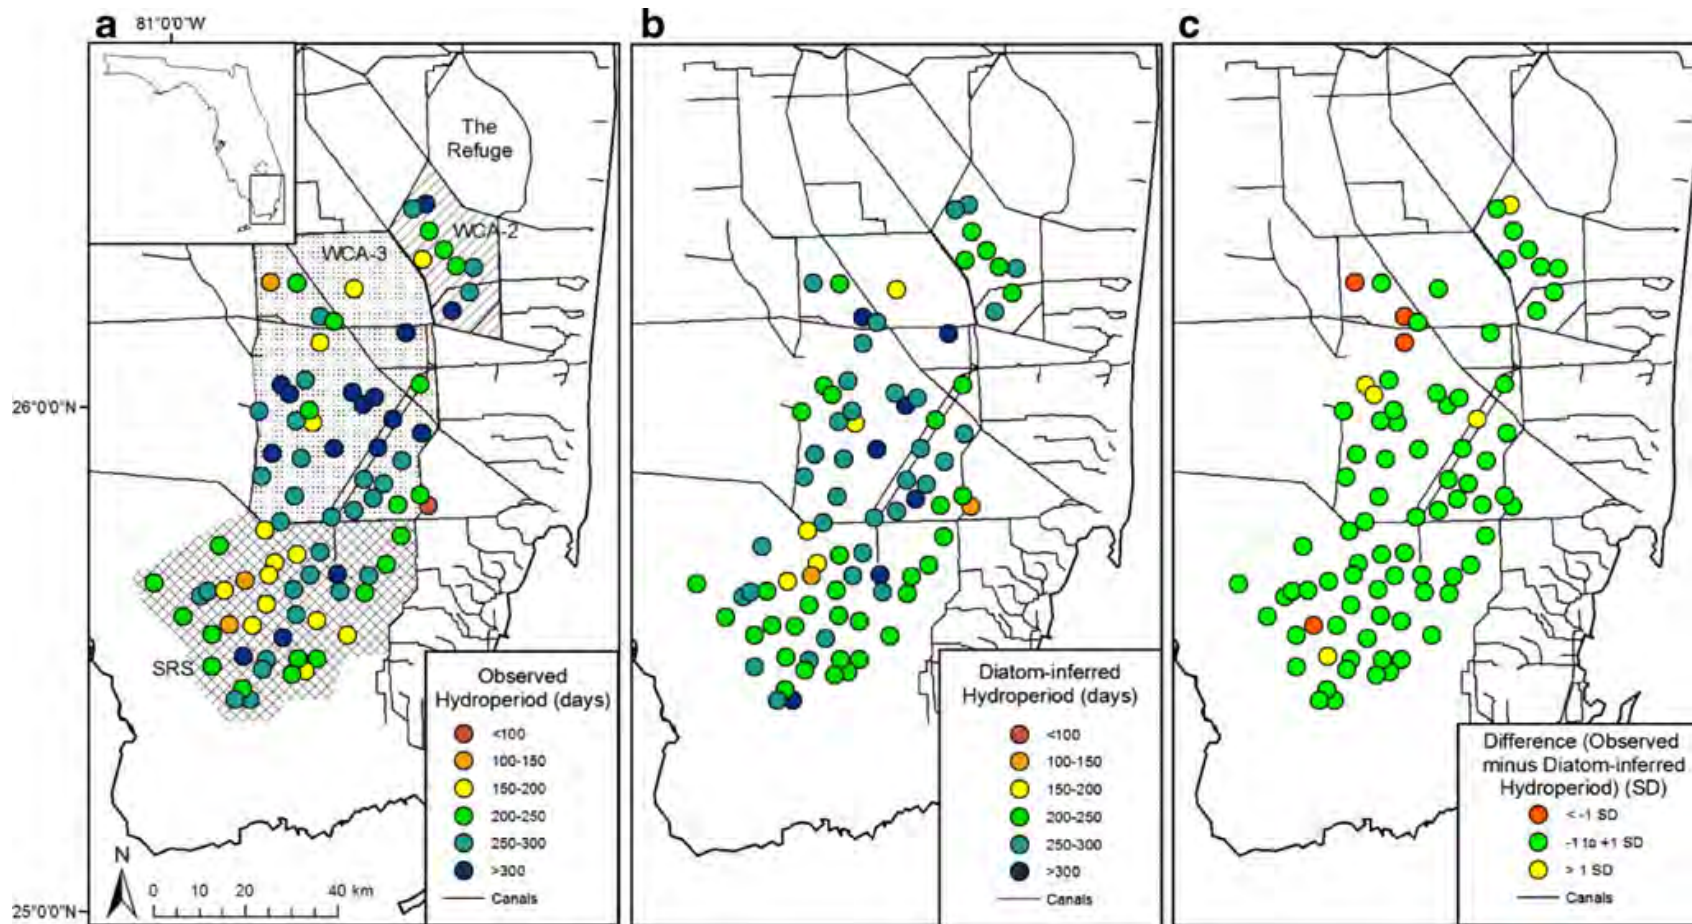 a
81°0'0"W
b
c
The
Refuge
WCA-2
WCA-3
26°0'0"N
SRS
Observed
Hydroperiod (days)
<100
100-150
150-200
200-250
250-300
>300
Canals
N
0 10 20 40 km
25°0'0"N
Diatom-inferred
Hydroperiod (days)
<100
100-150
150-200
200-250
250-300
>300
Canals
Difference (Observed
minus Diatom-inferred
Hydroperiod) (SD)
< -1 SD
-1 to +1 SD
> 1 SD
Canals